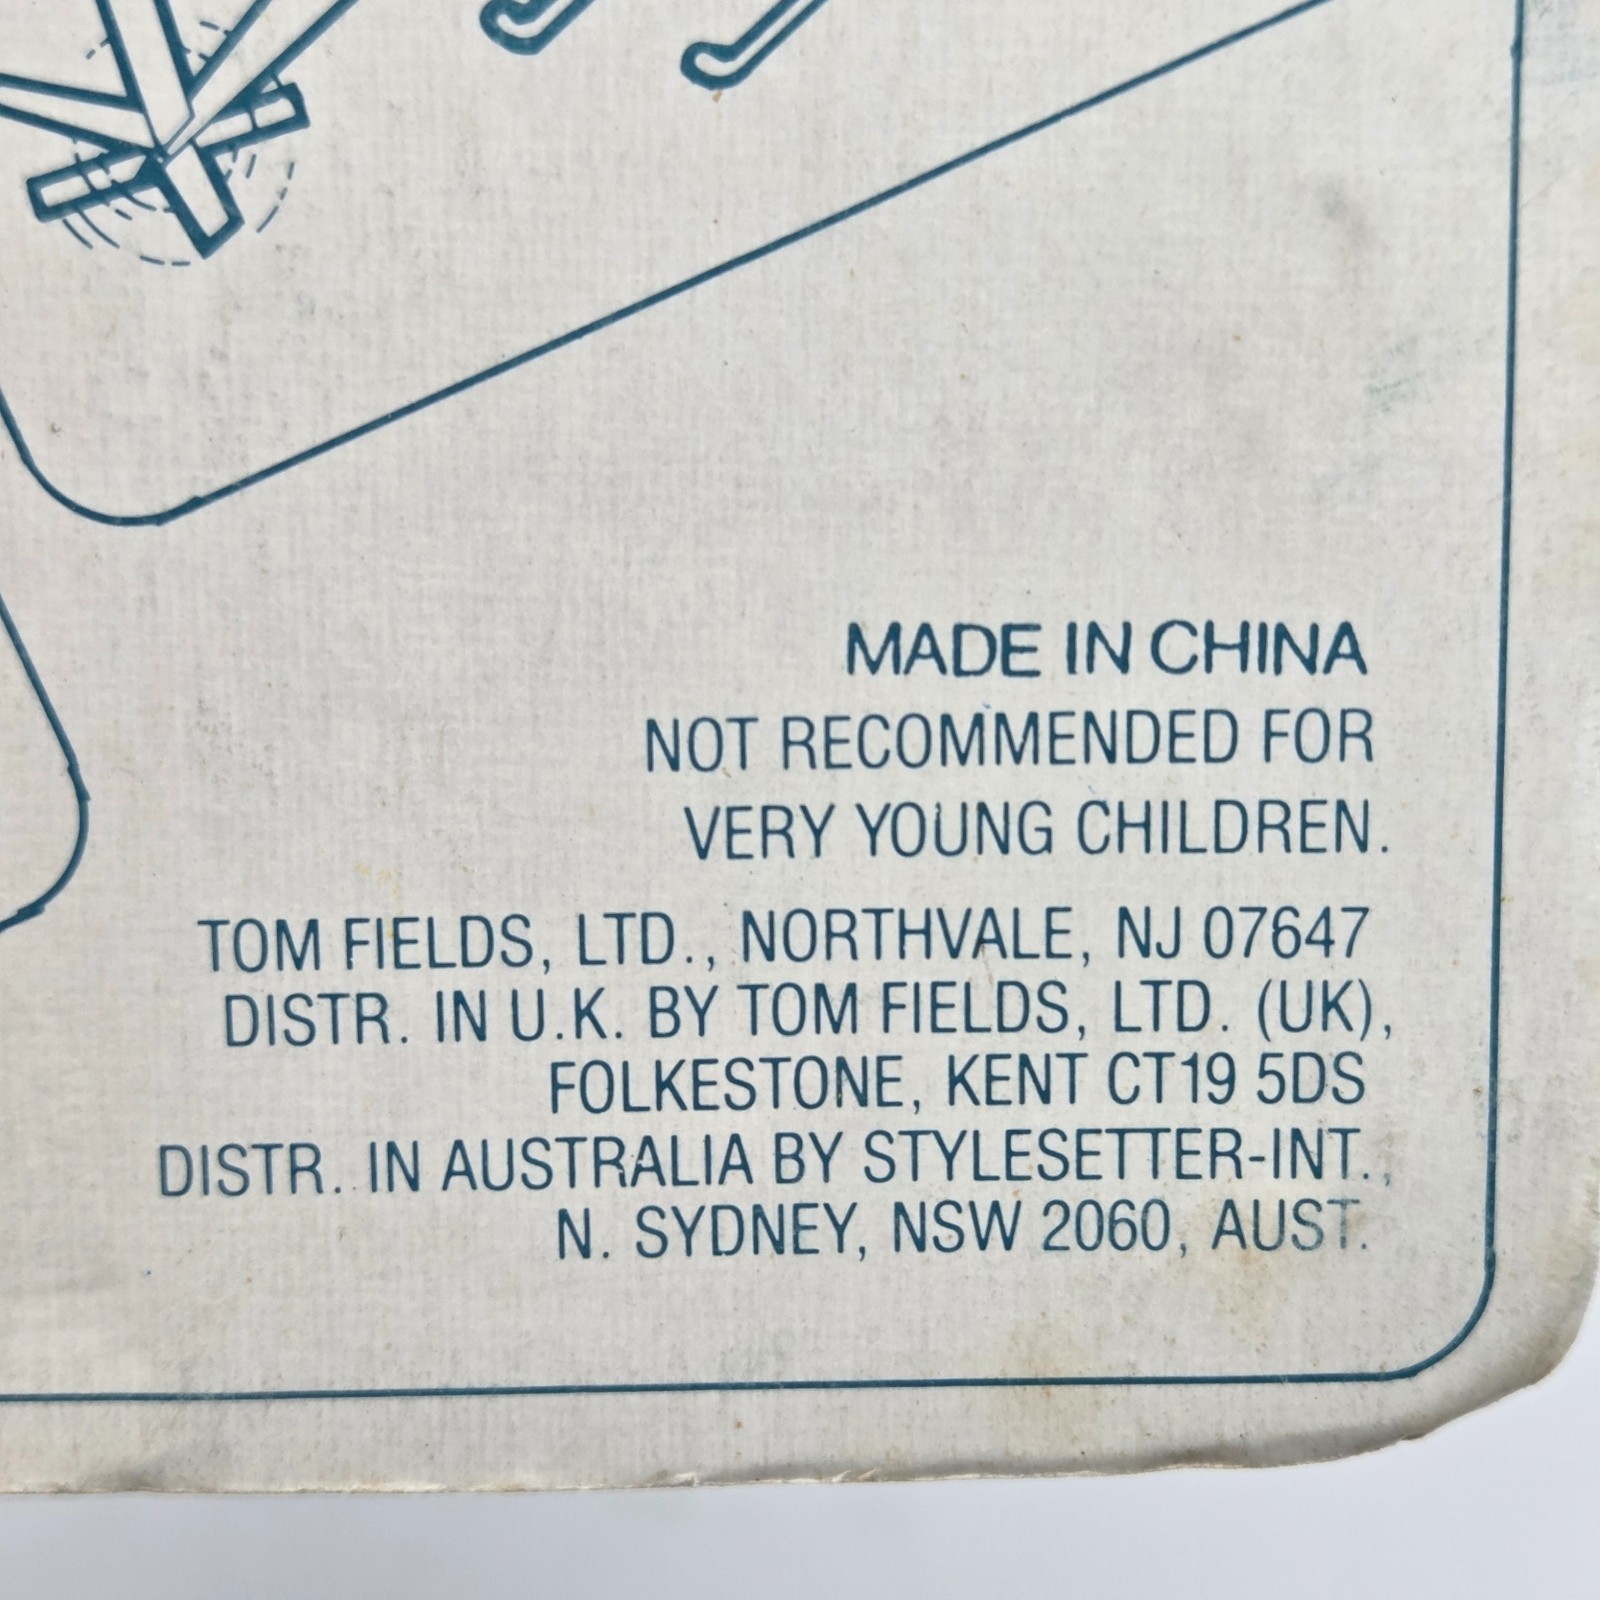 MADE IN CHINA
NOT RECOMMENDED FOR
VERY YOUNG CHILDREN.
TOM FIELDS, LTD., NORTHVALE, NJ 07647
DISTR. IN U.K. BY TOM FIELDS, LTD. (UK),
FOLKESTONE, KENT CT19 5DS
DISTR. IN AUSTRALIA BY STYLESETTER-INT.,
N. SYDNEY, NSW 2060, AUST.